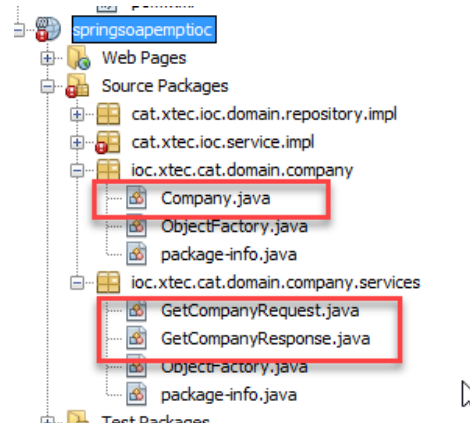 springsoapemptioc
Web Pages
Source Packages
cat.xtec.ioc.domain.repository.impl
cat.xtec.ioc.service.impl
ioc.xtec.cat.domain.company
Company.java
ObjectFactory.java
package-info.java
ioc.xtec.cat.domain.company.services
GetCompanyRequest.java
GetCompanyResponse.java
ObjectFactory.java
package-info.java
Test Packages